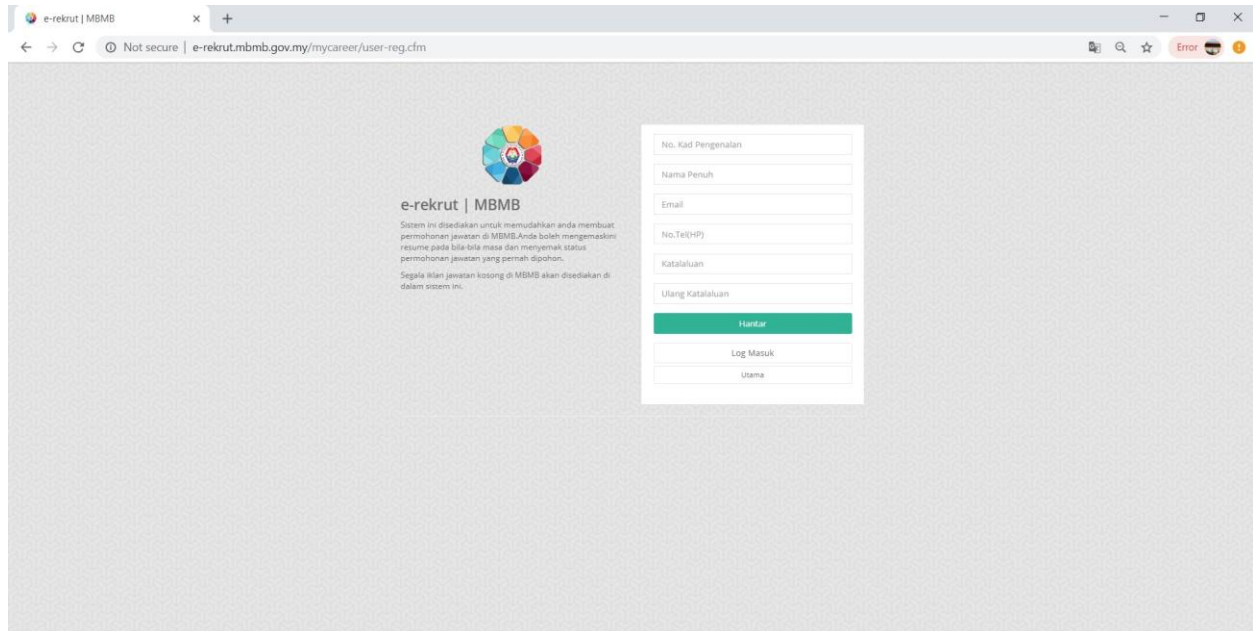 e-rekrut | MBMB
Not secure | e-rekrut.mbmb.gov.my/mycareer/user-reg.cfm
Error
e-rekrut | MBMB
Sistem ini disediakan untuk memudahkan anda membuat
permohonan jawatan di MBMB.Anda boleh mengemaskini
resume pada bila-bila masa dan menyemak status
permohonan jawatan yang pernah dipohon.
Segala iklan jawatan kosong di MBMB akan disediakan di
dalam sistem ini.
No. Kad Pengenalan
Nama Penuh
Email
No.Tel(HP)
Katalaluan
Ulang Katalaluan
Hantar
Log Masuk
Utama